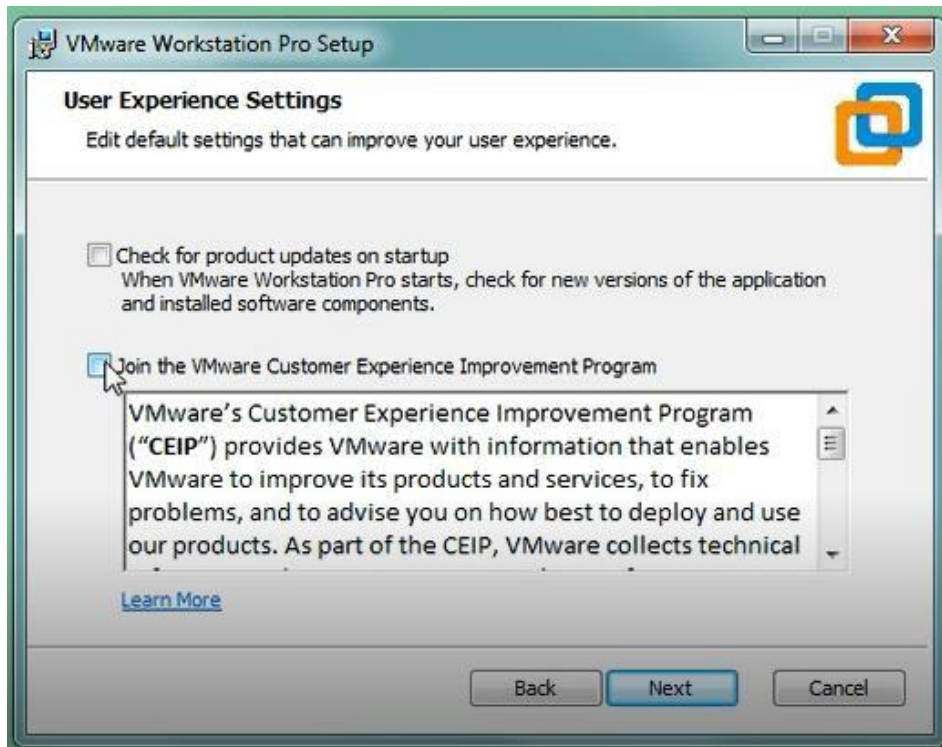 VMware Workstation Pro Setup
User Experience Settings
Edit default settings that can improve your user experience.
Check for product updates on startup
When VMware Workstation Pro starts, check for new versions of the application
and installed software components.
Join the VMware Customer Experience Improvement Program
VMware's Customer Experience Improvement Program
("CEIP") provides VMware with information that enables
VMware to improve its products and services, to fix
problems, and to advise you on how best to deploy and use
our products. As part of the CEIP, VMware collects technical
Learn More
Back
Next
Cancel